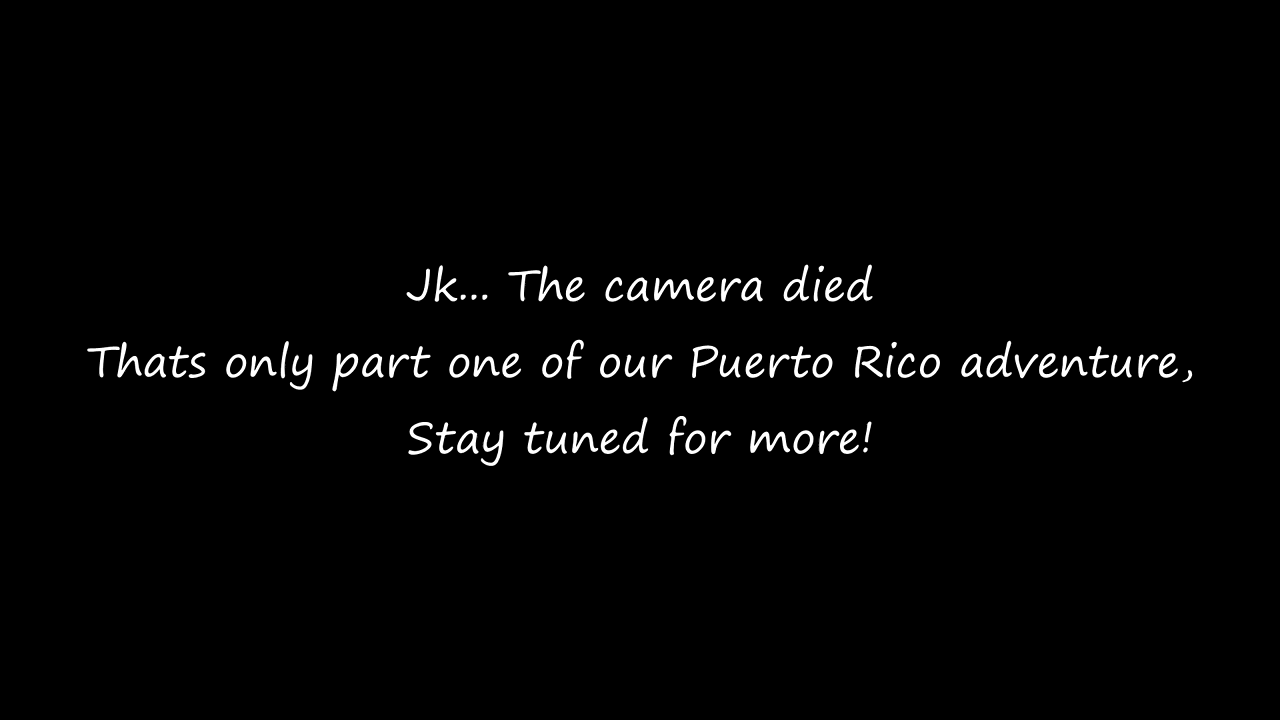 Jk... The camera died
Thats only part one of our Puerto Rico adventure,
Stay tuned for more!